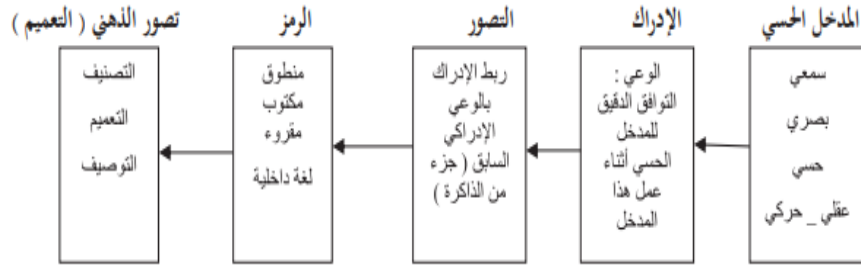 المدخل الحسي
الإدراك
التصور
الرمز
تصور الذهني ( التعميم )
سمعي
بصري
حسي
عقلي _ حركي
الوعي :
التوافق الدقيق
للمدخل
الحسي أثناء
عمل هذا
المدخل
ربط الإدراك
بالوعي
الإدراكي
السابق ( جزء
من الذاكرة )
منطوق
مكتوب
مقروء
لغة داخلية
التصنيف
التعميم
التوصيف